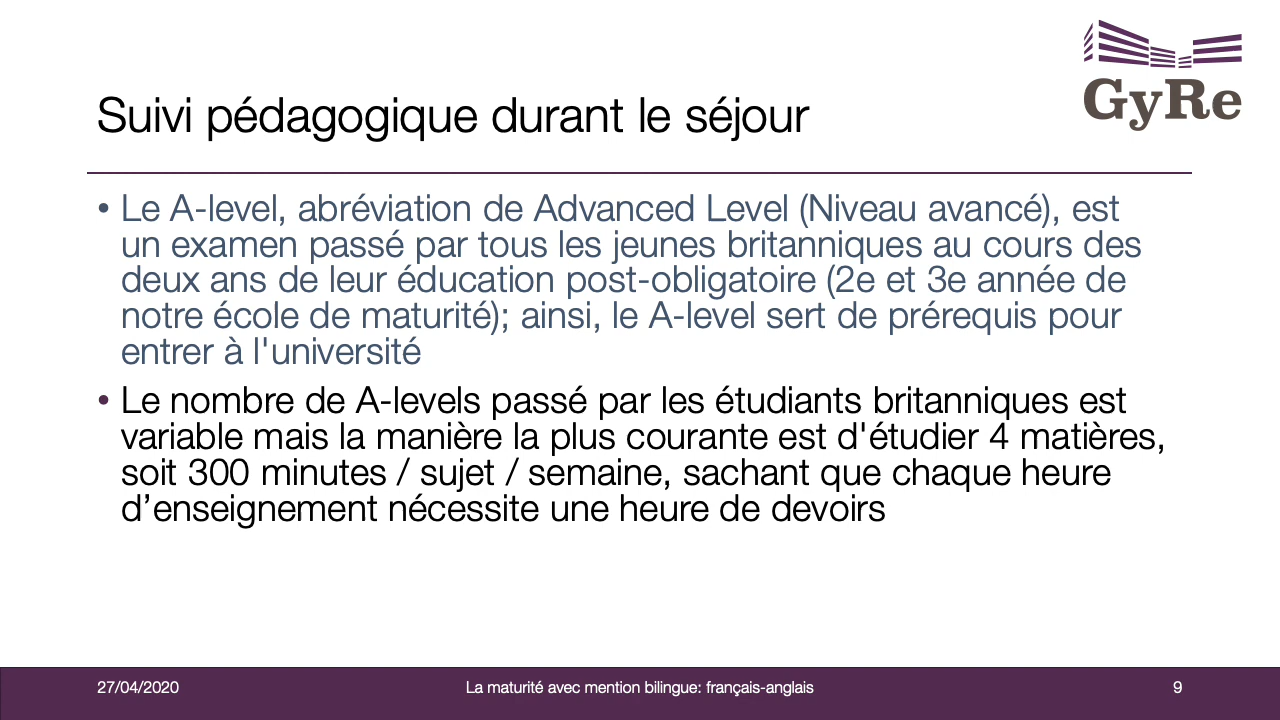 GyRe
Suivi pédagogique durant le séjour
• Le A-level, abréviation de Advanced Level (Niveau avancé), est
un examen passé par tous les jeunes britanniques au cours des
deux ans de leur éducation post-obligatoire (2e et 3e année de
notre école de maturité); ainsi, le A-level sert de prérequis pour
entrer à l'université
• Le nombre de A-levels passé par les étudiants britanniques est
variable mais la manière la plus courante est d'étudier 4 matières,
soit 300 minutes / sujet / semaine, sachant que chaque heure
d’enseignement nécessite une heure de devoirs
27/04/2020
La maturité avec mention bilingue: français-anglais
9